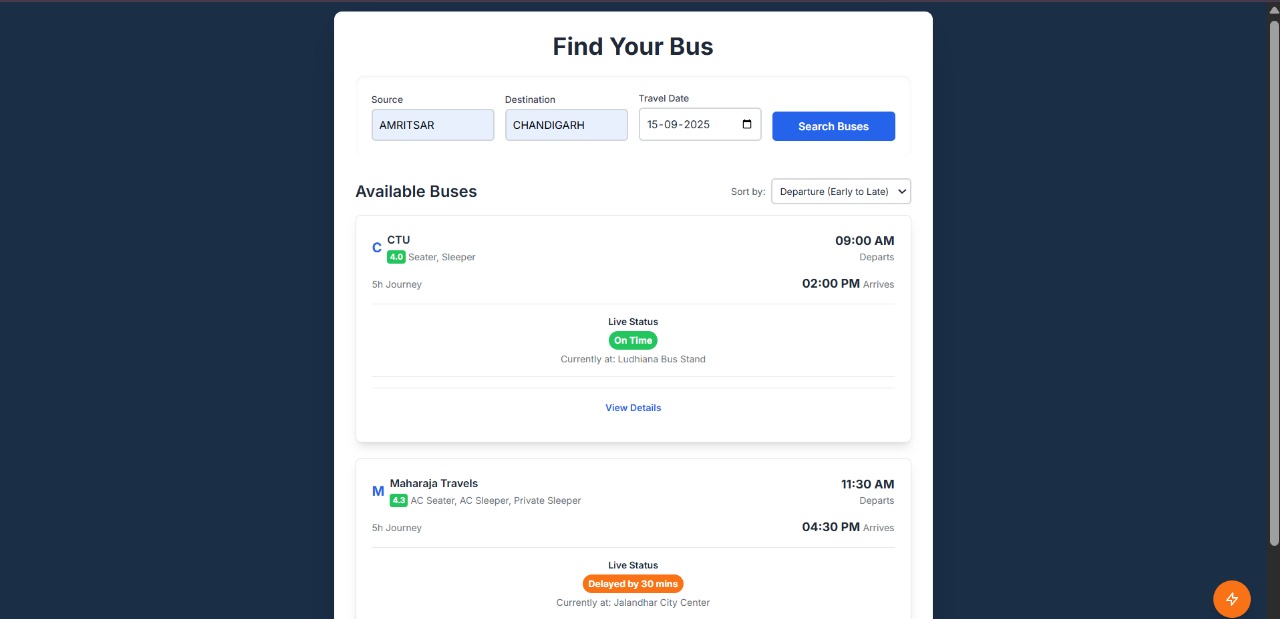 Find Your Bus
Source
Destination
Travel Date
AMRITSAR
CHANDIGARH
15-09-2025
Search Buses
Available Buses
Sort by:
Departure (Early to Late)
C
CTU
4.0 Seater, Sleeper
09:00 AM
Departs
5h Journey
02:00 PM Arrives
Live Status
On Time
Currently at: Ludhiana Bus Stand
View Details
M
Maharaja Travels
4.3 AC Seater, AC Sleeper, Private Sleeper
11:30 AM
Departs
5h Journey
04:30 PM Arrives
Live Status
Delayed by 30 mins
Currently at: Jalandhar City Center